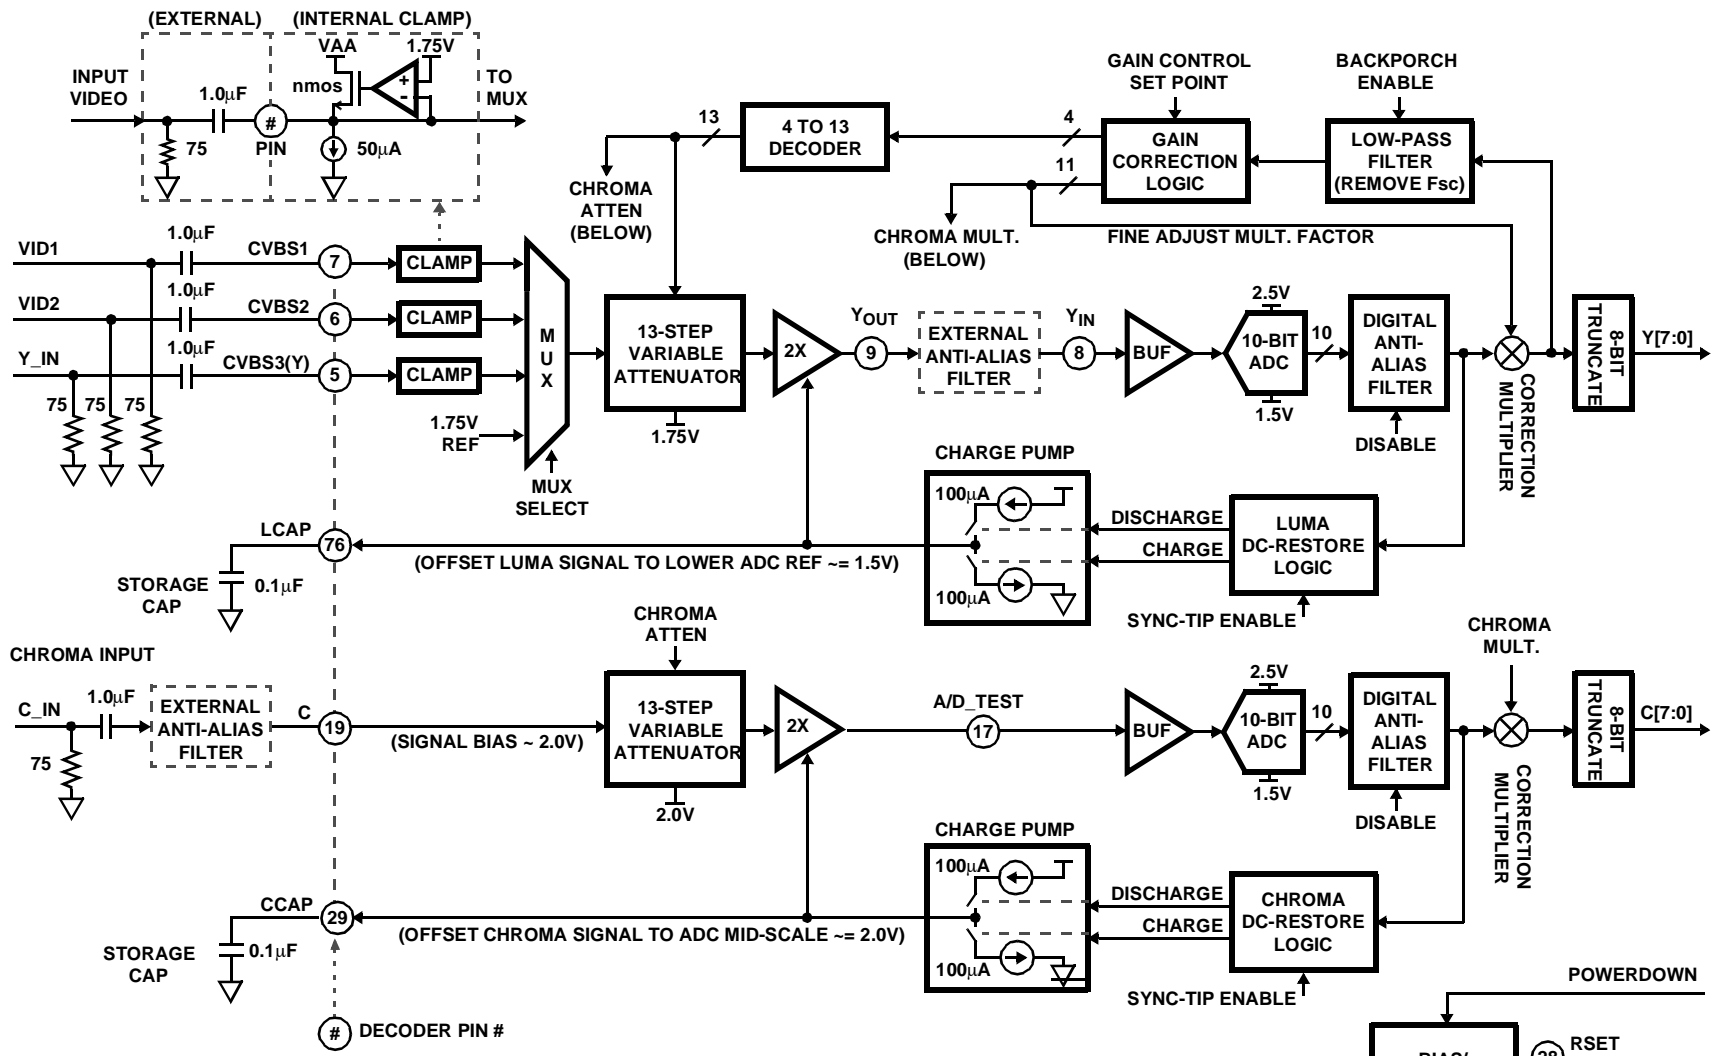 (EXTERNAL) (INTERNAL CLAMP)
VAA 1.75V
INPUT VIDEO
1.0µF
nmos
+
-
TO MUX
#
PIN
75
50µA
VID1
1.0µF
CVBS1
7
CLAMP
VID2
1.0µF
CVBS2
6
CLAMP
Y_IN
1.0µF
CVBS3(Y)
5
CLAMP
75 75 75
1.75V
REF
MUX
MUX
SELECT
13
4 TO 13
DECODER
4
11
CHROMA
ATTEN
(BELOW)
GAIN CONTROL
SET POINT
GAIN
CORRECTION
LOGIC
BACKPORCH
ENABLE
LOW-PASS
FILTER
(REMOVE Fsc)
CHROMA MULT.
(BELOW)
FINE ADJUST MULT. FACTOR
13-STEP
VARIABLE
ATTENUATOR
1.75V
2X
YOUT
9
EXTERNAL
ANTI-ALIAS
FILTER
YIN
8
BUF
2.5V
10-BIT
ADC
1.5V
10
DIGITAL
ANTI-
ALIAS
FILTER
DISABLE
CORRECTION
MULTIPLIER
8-BIT
TRUNCATE
Y[7:0]
CHARGE PUMP
100µA
100µA
DISCHARGE
CHARGE
LUMA
DC-RESTORE
LOGIC
SYNC-TIP ENABLE
LCAP
76
(OFFSET LUMA SIGNAL TO LOWER ADC REF ~= 1.5V)
STORAGE
CAP
0.1µF
CHROMA INPUT
C_IN
1.0µF
75
EXTERNAL
ANTI-ALIAS
FILTER
C
19
(SIGNAL BIAS ~ 2.0V)
CHROMA
ATTEN
13-STEP
VARIABLE
ATTENUATOR
2.0V
2X
A/D_TEST
17
BUF
2.5V
10-BIT
ADC
1.5V
10
DIGITAL
ANTI-
ALIAS
FILTER
DISABLE
CHROMA
MULT.
CORRECTION
MULTIPLIER
8-BIT
TRUNCATE
C[7:0]
CHARGE PUMP
100µA
100µA
DISCHARGE
CHARGE
CHROMA
DC-RESTORE
LOGIC
SYNC-TIP ENABLE
CCAP
29
(OFFSET CHROMA SIGNAL TO ADC MID-SCALE ~= 2.0V)
STORAGE
CAP
0.1µF
# DECODER PIN #
POWERDOWN
RSET